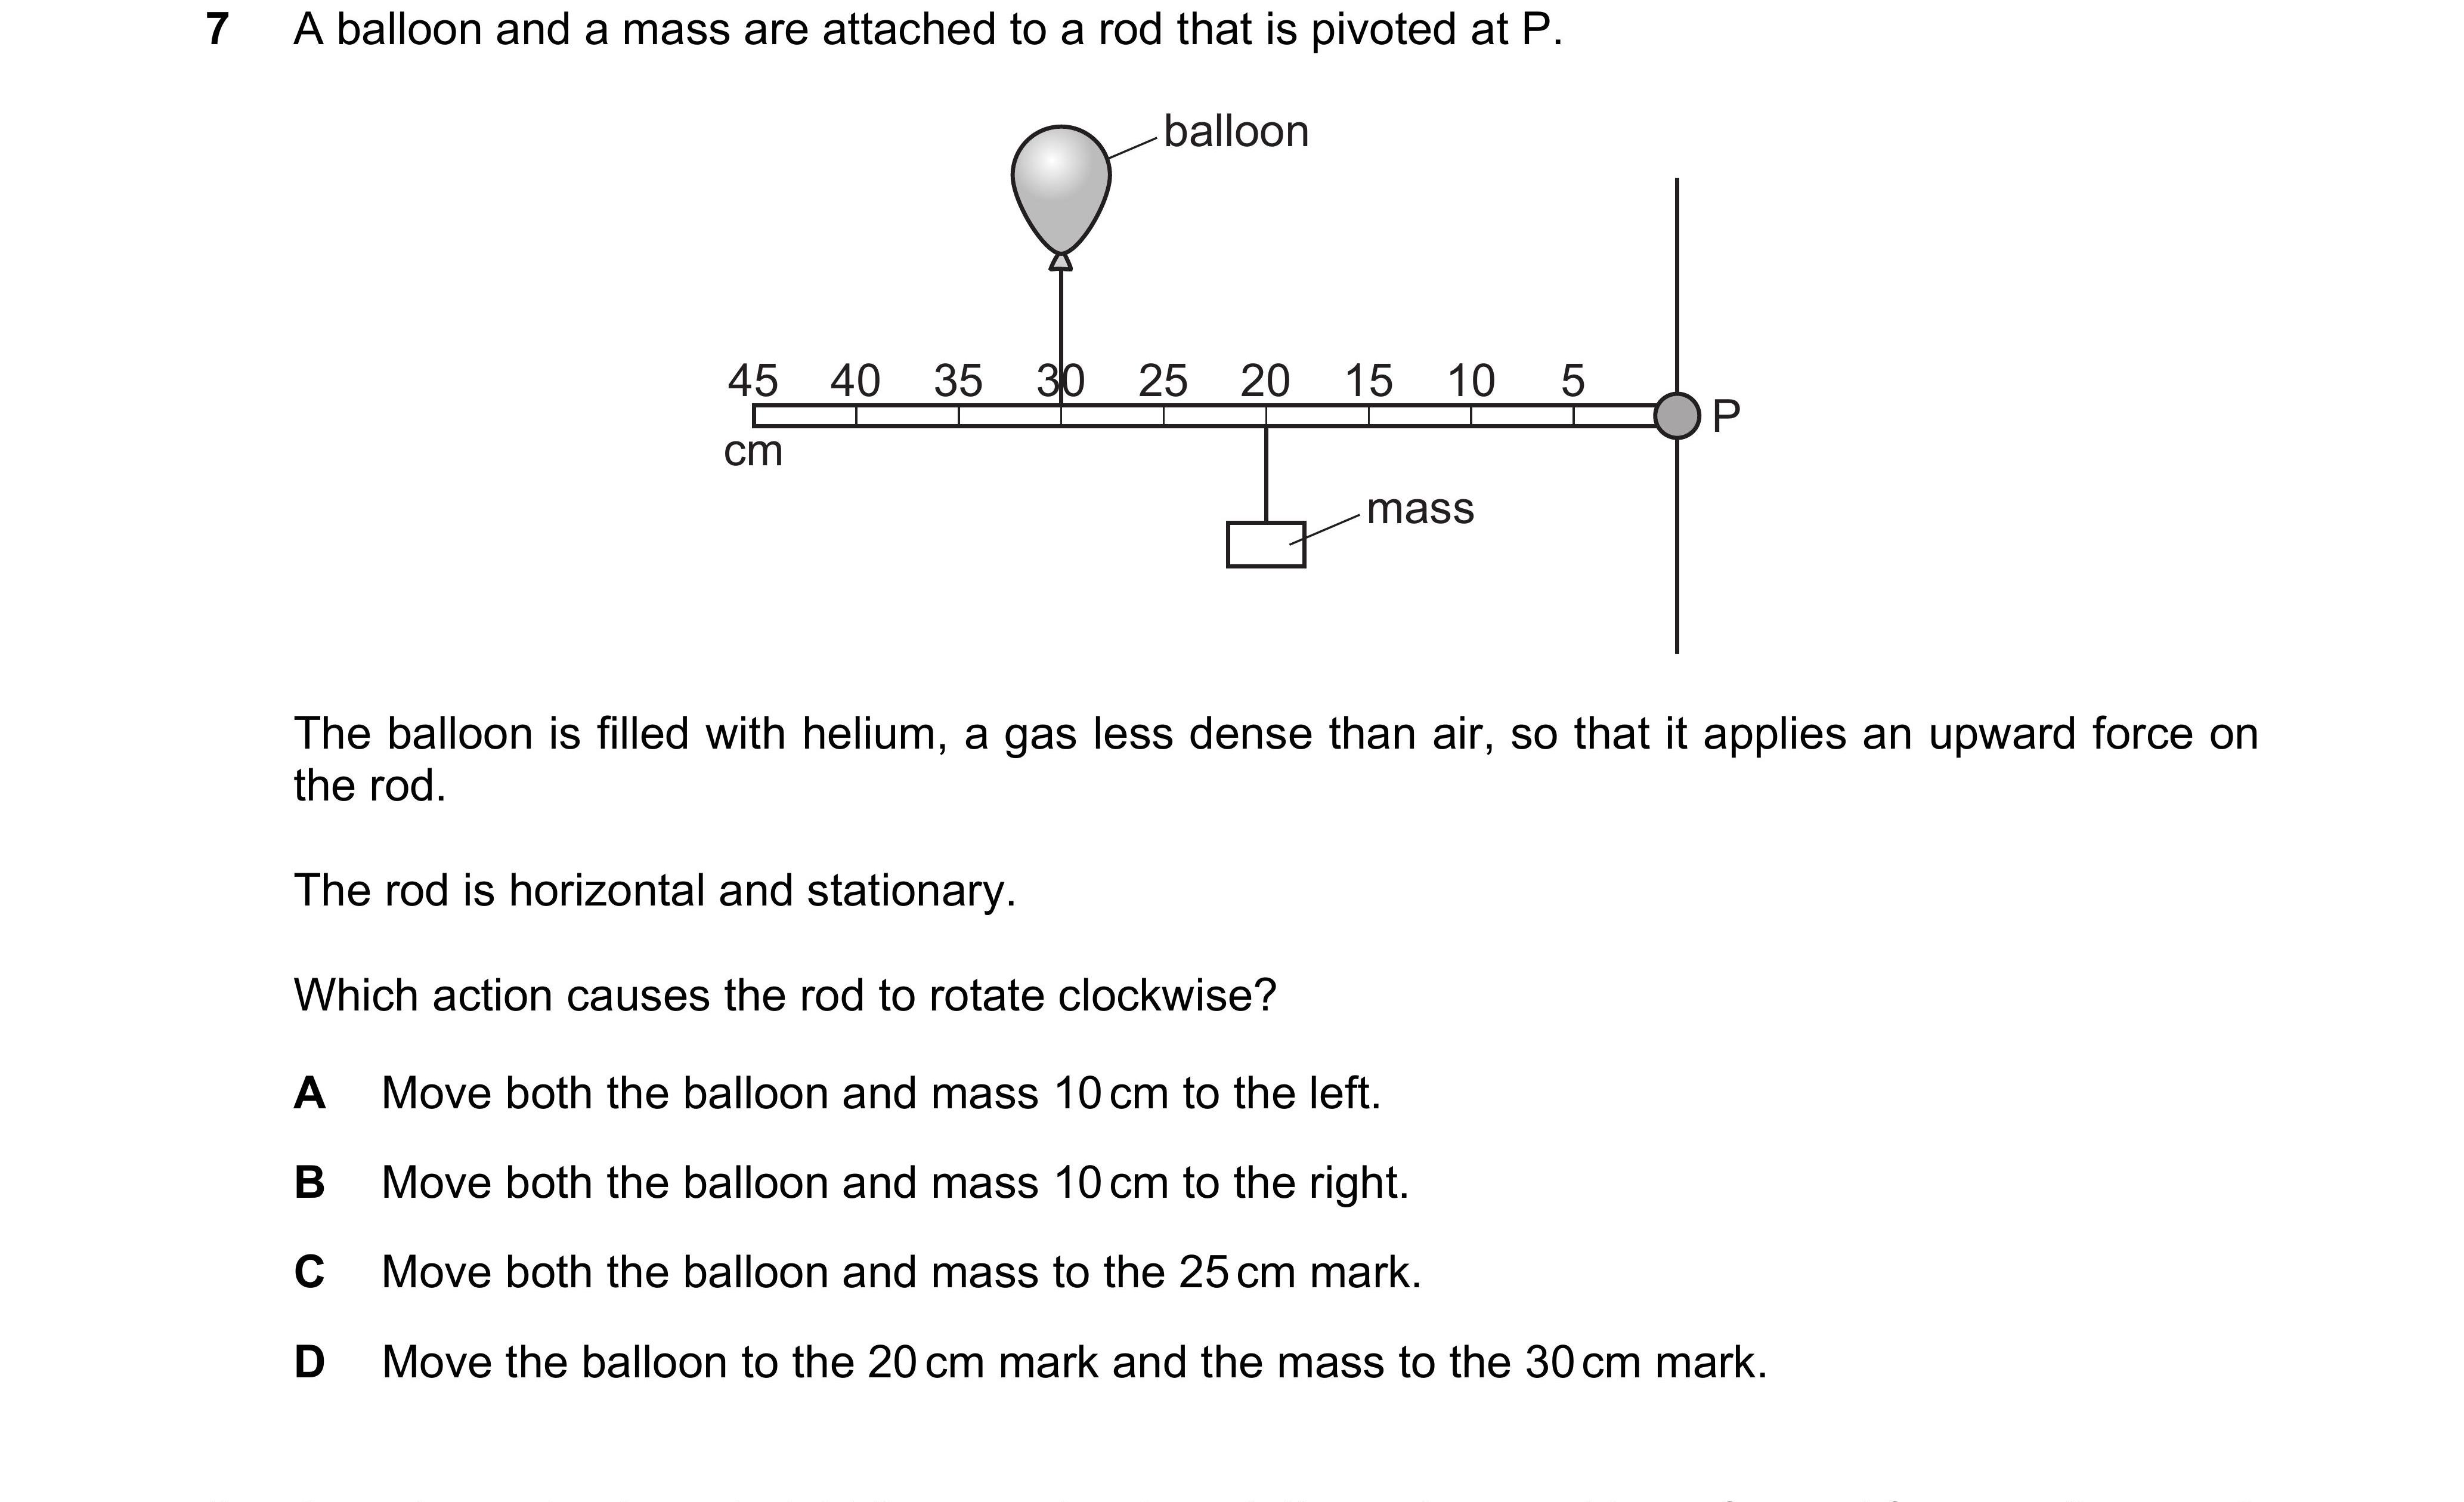 7 A balloon and a mass are attached to a rod that is pivoted at P.
balloon
45 40 35 30 25 20 15 10 5
P
cm
mass
The balloon is filled with helium, a gas less dense than air, so that it applies an upward force on
the rod.
The rod is horizontal and stationary.
Which action causes the rod to rotate clockwise?
A Move both the balloon and mass 10 cm to the left.
B Move both the balloon and mass 10 cm to the right.
C Move both the balloon and mass to the 25 cm mark.
D Move the balloon to the 20 cm mark and the mass to the 30 cm mark.